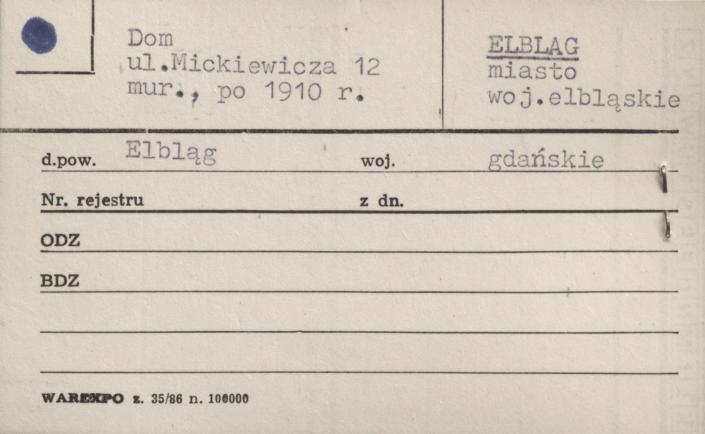 Dom
ul.Mickiewicza 12
mur., po 1910 r.
ELBLAG
miasto
woj.elbląskie
d.pow. Elbląg woj. gdańskie
Nr. rejestru z dn.
ODZ
BDZ
WAREXPO z. 35/86 n. 100000